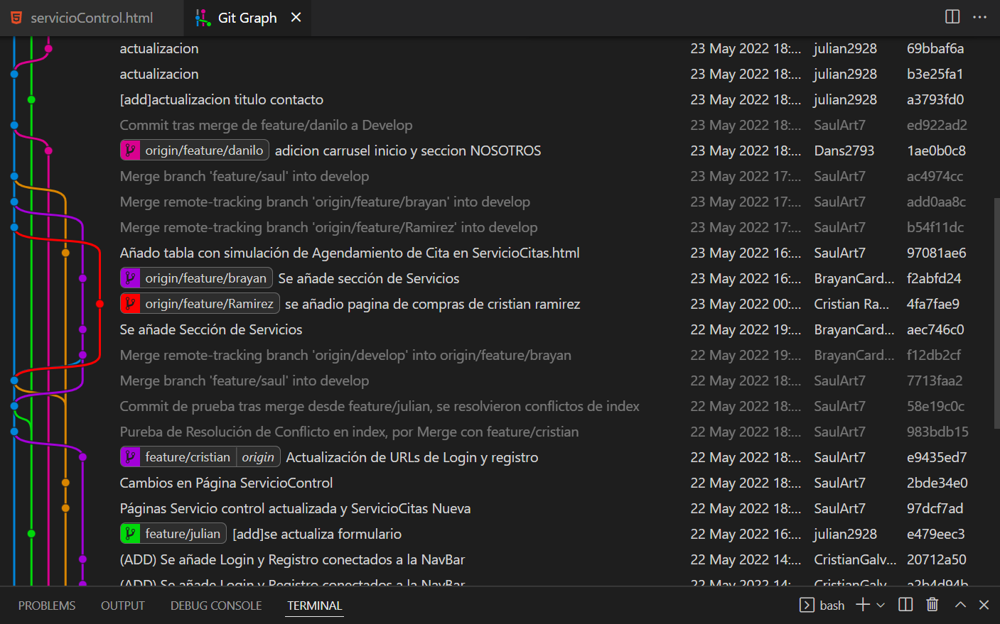 servicioControl.html Git Graph
actualizacion 23 May 2022 18:... julian2928 69bbaf6a
actualizacion 23 May 2022 18:... julian2928 b3e25fa1
[add]actualizacion titulo contacto 23 May 2022 18:... julian2928 a3793fd0
Commit tras merge de feature/danilo a Develop 23 May 2022 18:... SaulArt7 ed922ad2
origin/feature/danilo adicion carrusel inicio y seccion NOSOTROS 23 May 2022 18:... Dans2793 1ae0b0c8
Merge branch 'feature/saul' into develop 23 May 2022 17:... SaulArt7 ac4974cc
Merge remote-tracking branch 'origin/feature/brayan' into develop 23 May 2022 17:... SaulArt7 add0aa8c
Merge remote-tracking branch 'origin/feature/Ramirez' into develop 23 May 2022 17:... SaulArt7 b54f11dc
Añado tabla con simulación de Agendamiento de Cita en ServicioCitas.html 23 May 2022 16:... SaulArt7 97081ae6
origin/feature/brayan Se añade sección de Servicios 23 May 2022 16:... BrayanCard... f2abfd24
origin/feature/Ramirez se añadio pagina de compras de cristian ramirez 23 May 2022 00:... Cristian Ra... 4fa7fae9
Se añade Sección de Servicios 22 May 2022 19:... BrayanCard... aec746c0
Merge remote-tracking branch 'origin/develop' into origin/feature/brayan 22 May 2022 19:... BrayanCard... f12db2cf
Merge branch 'feature/saul' into develop 22 May 2022 18:... SaulArt7 7713faa2
Commit de prueba tras merge desde feature/julian, se resolvieron conflictos de index 22 May 2022 18:... SaulArt7 58e19c0c
Pureba de Resolución de Conflicto en index, por Merge con feature/cristian 22 May 2022 18:... SaulArt7 983bdb15
feature/cristian origin Actualización de URLs de Login y registro 22 May 2022 18:... SaulArt7 e9435ed7
Cambios en Página ServicioControl 22 May 2022 18:... SaulArt7 2bde34e0
Páginas Servicio control actualizada y ServicioCitas Nueva 22 May 2022 18:... SaulArt7 97dcf7ad
feature/julian [add]se actualiza formulario 22 May 2022 16:... julian2928 e479eec3
(ADD) Se añade Login y Registro conectados a la NavBar 22 May 2022 14:... CristianGalv... 20712a50
(ADD) Se añade Login y Registro conectados a la NavBar 22 May 2022 14:... CristianGalv... a2b4d94b
PROBLEMS OUTPUT DEBUG CONSOLE TERMINAL bash